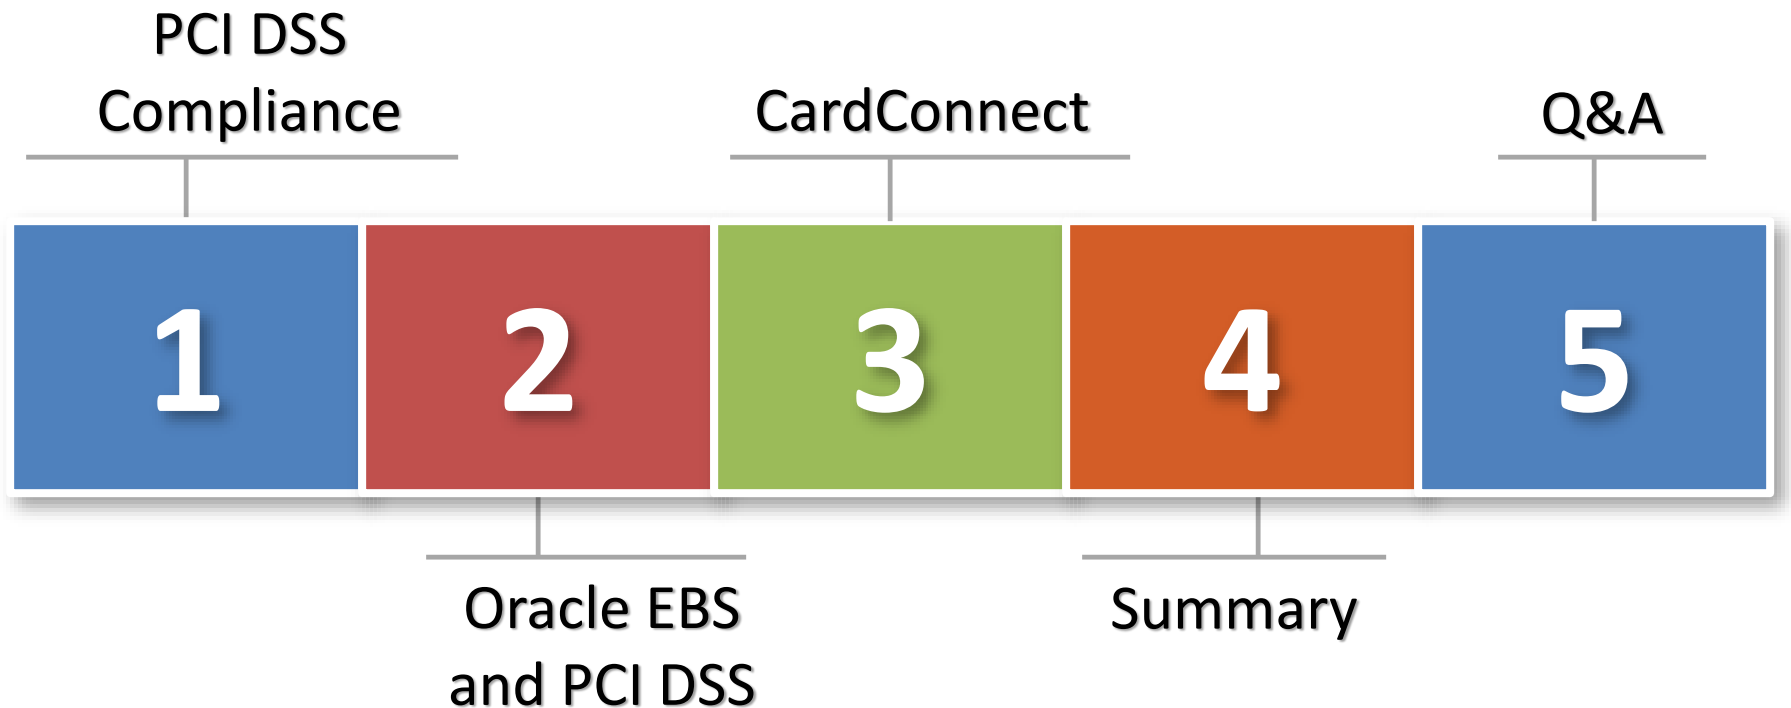 PCI DSS
Compliance
CardConnect
Q&A
1
2
3
4
5
Oracle EBS
and PCI DSS
Summary